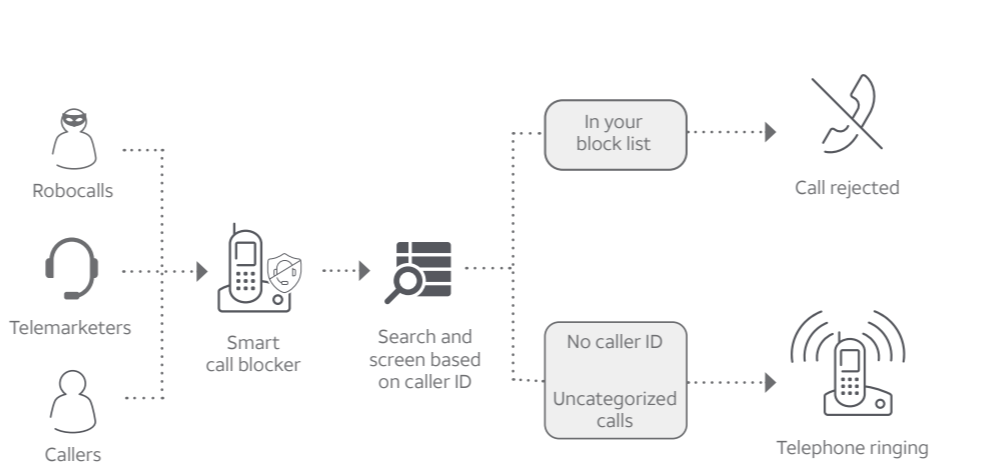 Robocalls
Telemarketers
Callers
Smart
call blocker
Search and
screen based
on caller ID
In your
block list
Call rejected
No caller ID
Uncategorized
calls
Telephone ringing